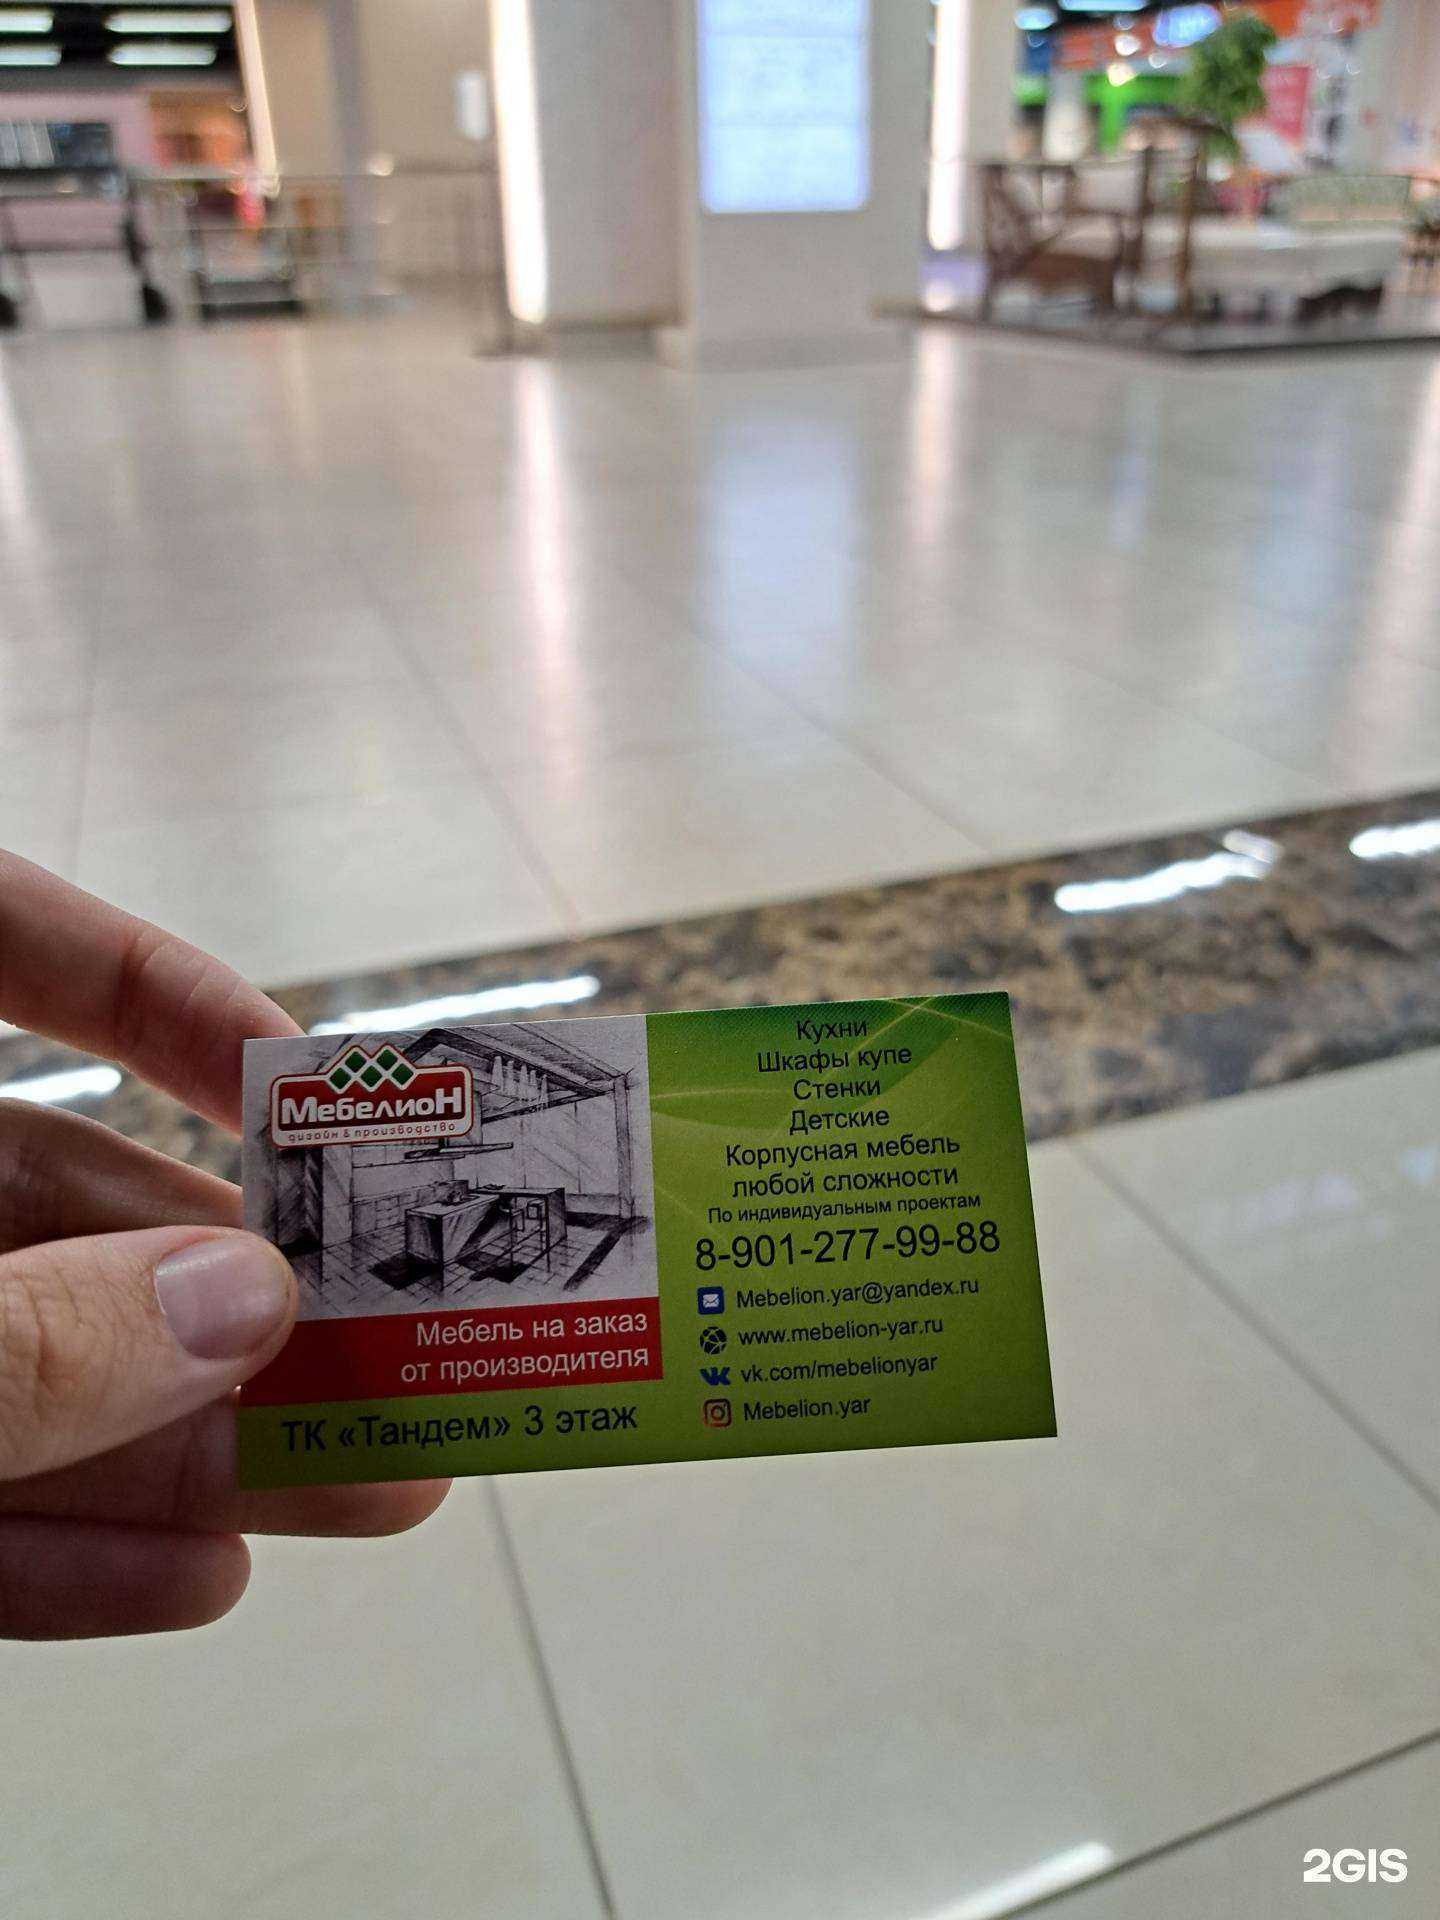 МебелиоН
дизайн & производство
Мебель на заказ
от производителя
ТК «Тандем» 3 этаж
Кухни
Шкафы купе
Стенки
Детские
Корпусная мебель
любой сложности
По индивидуальным проектам
8-901-277-99-88
Mebelion.yar@yandex.ru
www.mebelion-yar.ru
vk.com/mebelionyar
Mebelion.yar
2GIS